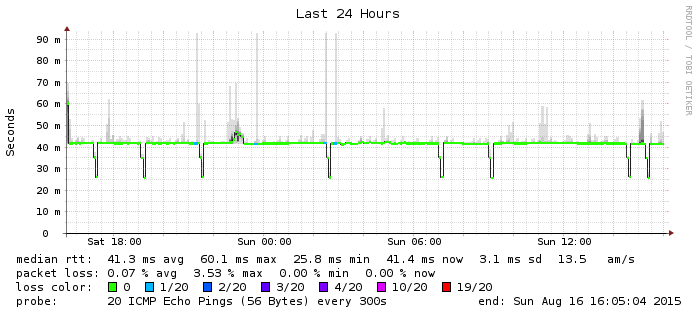 Last 24 Hours
RRDTOOL / TOBI OETIKER
Seconds
90 m
80 m
70 m
60 m
50 m
40 m
30 m
20 m
10 m
0
Sat 18:00 Sun 00:00 Sun 06:00 Sun 12:00
median rtt: 41.3 ms avg 60.1 ms max 25.8 ms min 41.4 ms now 3.1 ms sd 13.5 am/s
packet loss: 0.07 % avg 3.53 % max 0.00 % min 0.00 % now
loss color: 0 1/20 2/20 3/20 4/20 10/20 19/20
probe: 20 ICMP Echo Pings (56 Bytes) every 300s end: Sun Aug 16 16:05:04 2015